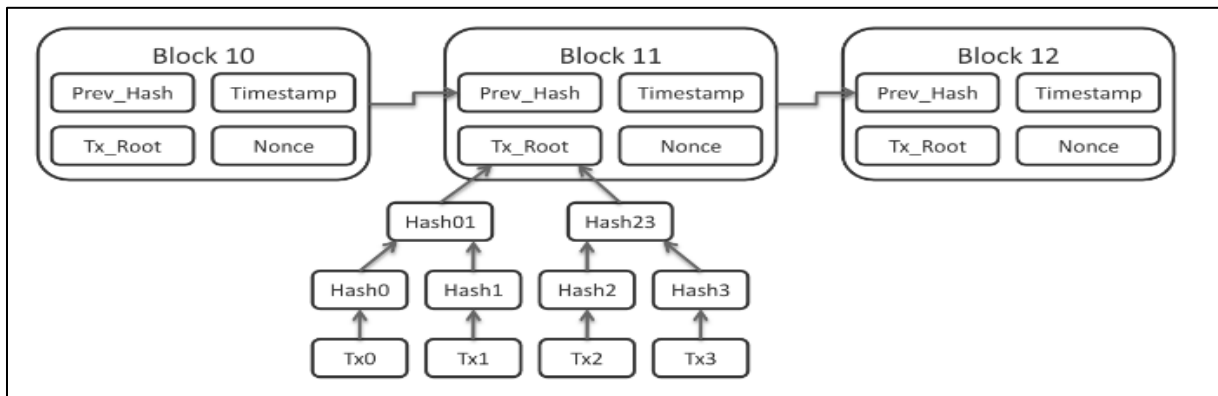 Block 10 Block 11 Block 12
Prev_Hash Timestamp Prev_Hash Timestamp Prev_Hash Timestamp
Tx_Root Nonce Tx_Root Nonce Tx_Root Nonce
Hash01 Hash23
Hash0 Hash1 Hash2 Hash3
Tx0 Tx1 Tx2 Tx3